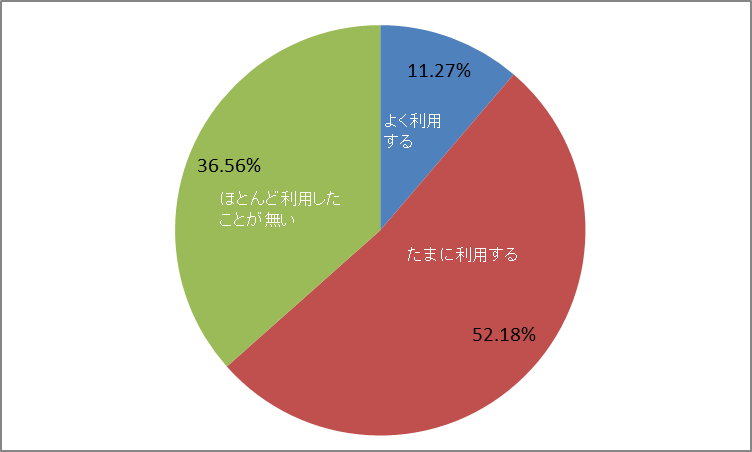 11.27%
よく利用
する
36.56%
ほとんど利用した
ことが無い
たまに利用する
52.18%